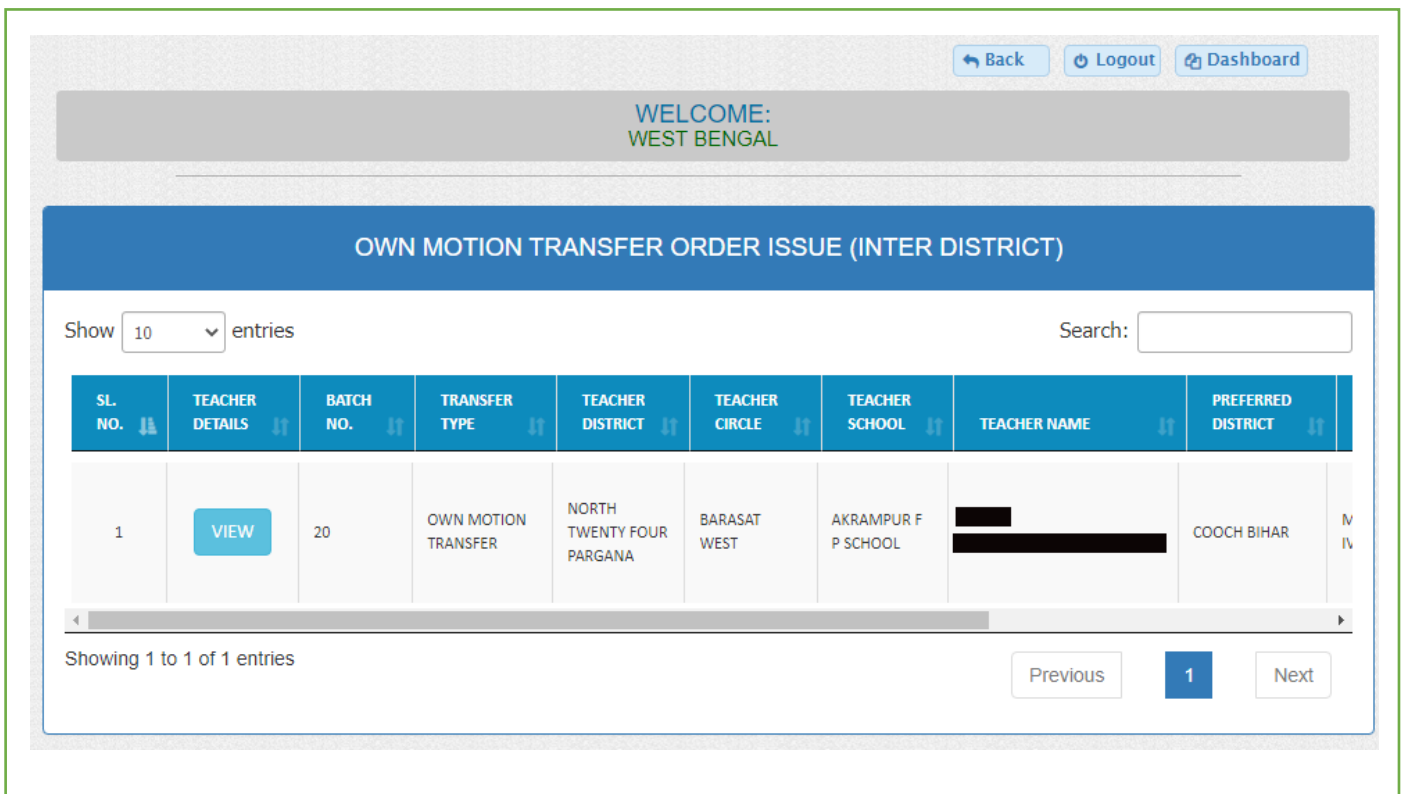 Back Logout Dashboard
WELCOME:
WEST BENGAL
OWN MOTION TRANSFER ORDER ISSUE (INTER DISTRICT)
Show 10 entries Search:
SL. NO. TEACHER DETAILS BATCH NO. TRANSFER TYPE TEACHER DISTRICT TEACHER CIRCLE TEACHER SCHOOL TEACHER NAME PREFERRED DISTRICT
1 VIEW 20 OWN MOTION TRANSFER NORTH TWENTY FOUR PARGANA BARASAT WEST AKRAMPUR F P SCHOOL COOCH BIHAR
Showing 1 to 1 of 1 entries
Previous 1 Next